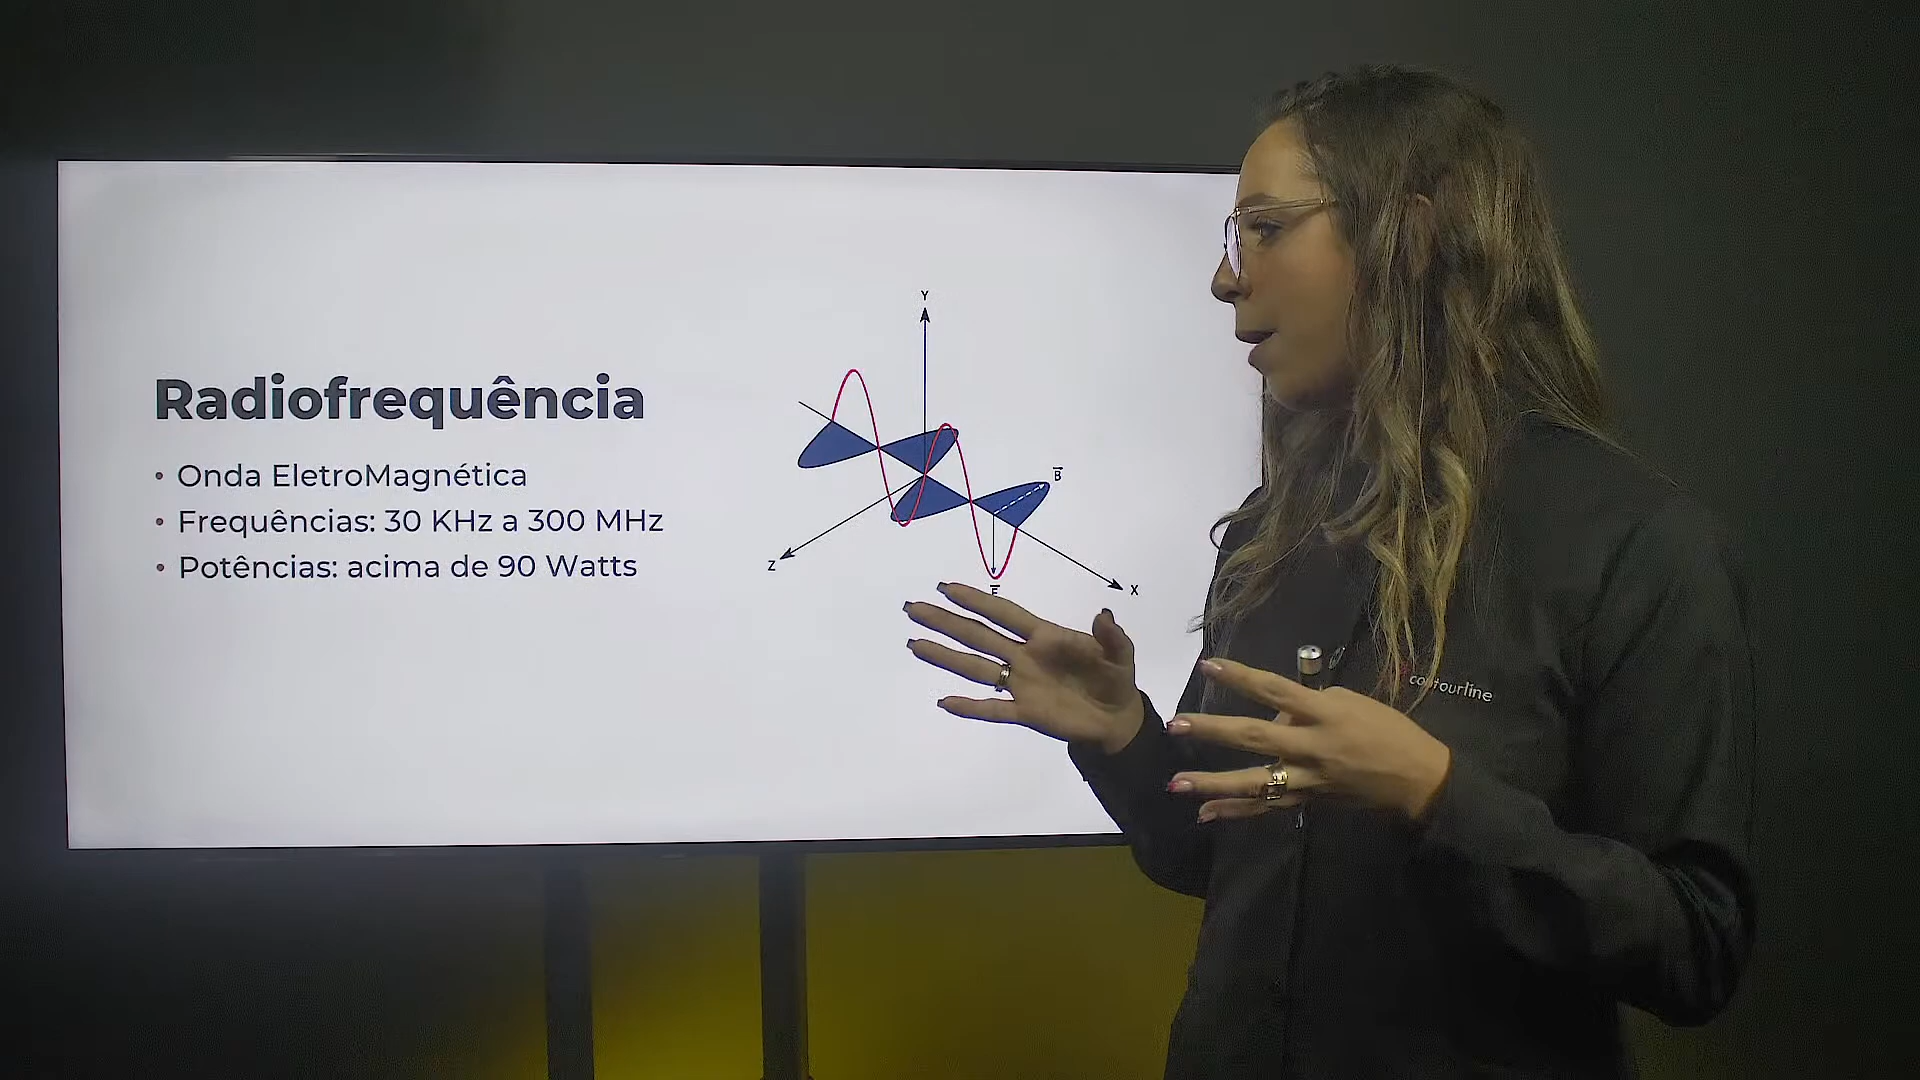 Radiofrequência
• Onda EletroMagnética
• Frequências: 30 KHz a 300 MHz
• Potências: acima de 90 Watts
Y
B
Z
E
X
contourline